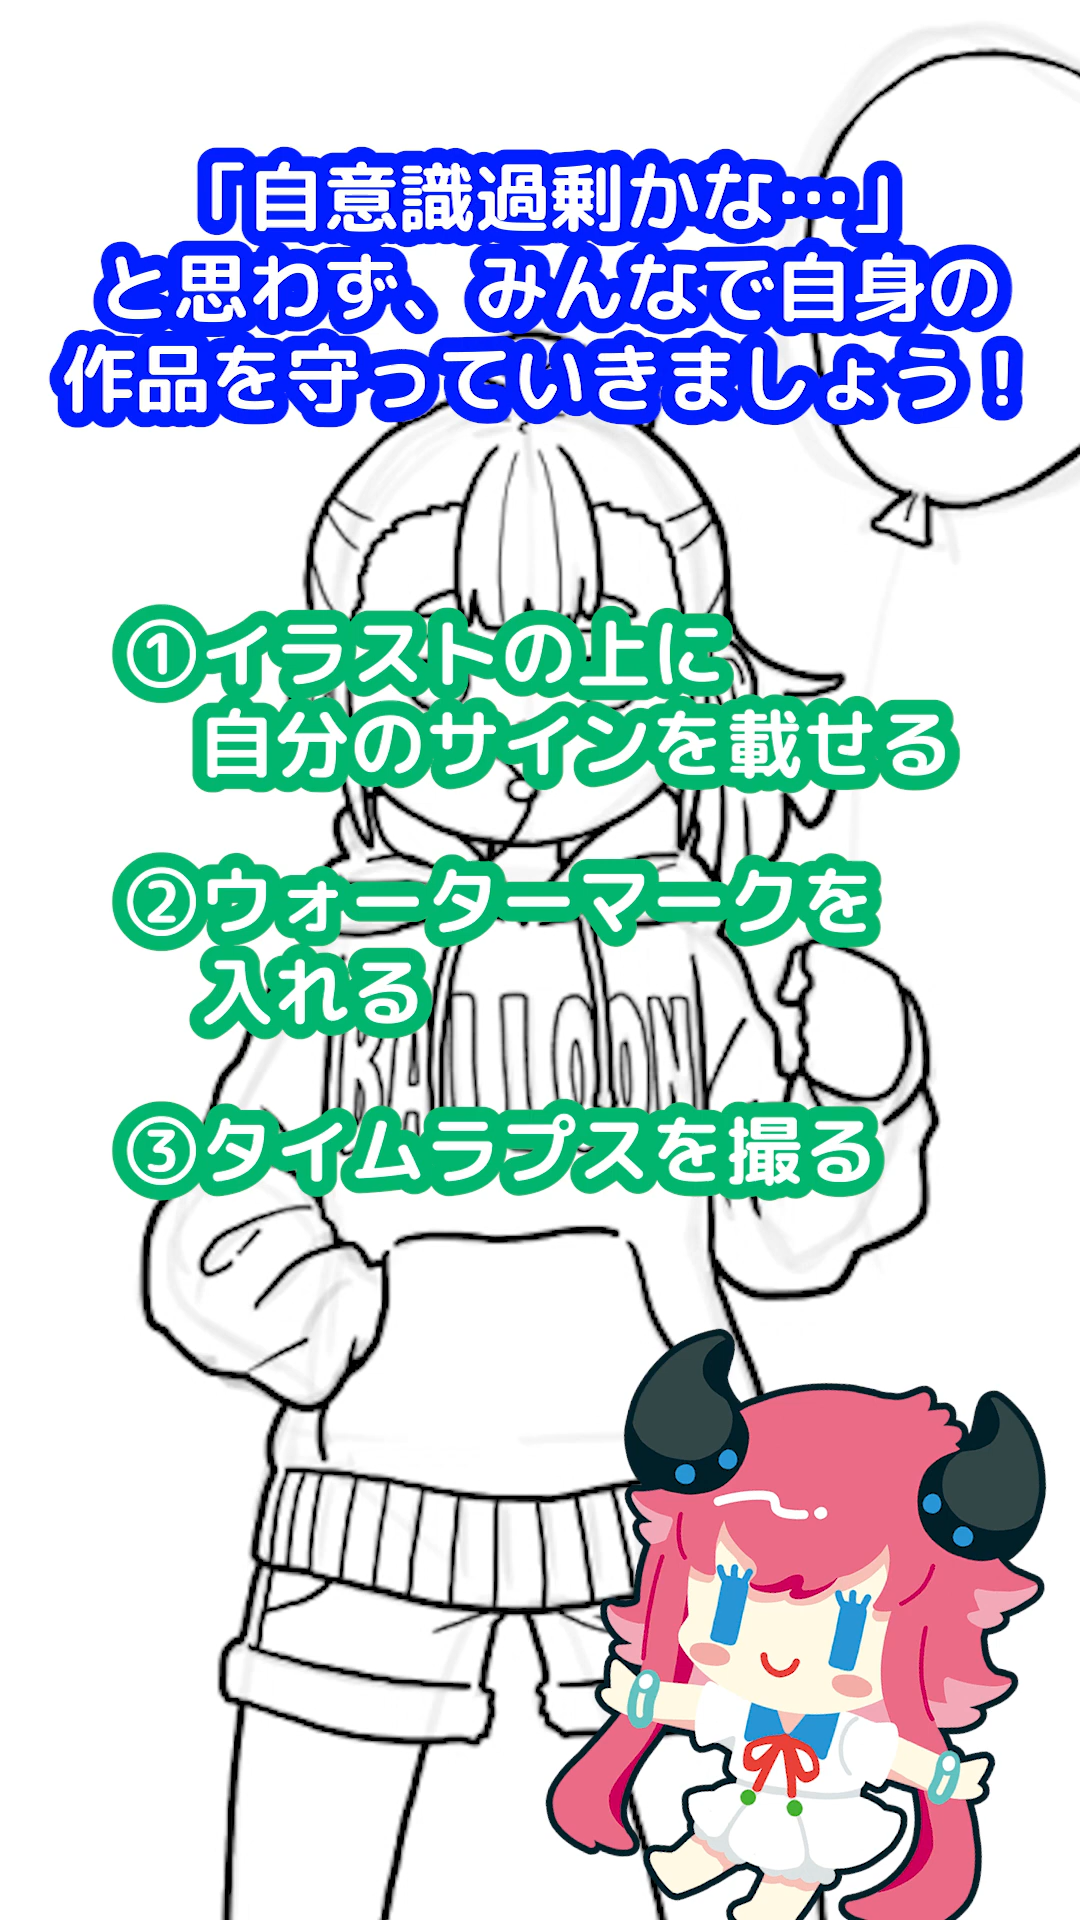 「自意識過剰かな…」
と思わず、みんなで自身の
作品を守っていきましょう！
①イラストの上に
自分のサインを載せる
②ウォーターマークを
入れる
BALLOON
③タイムラプスを撮る